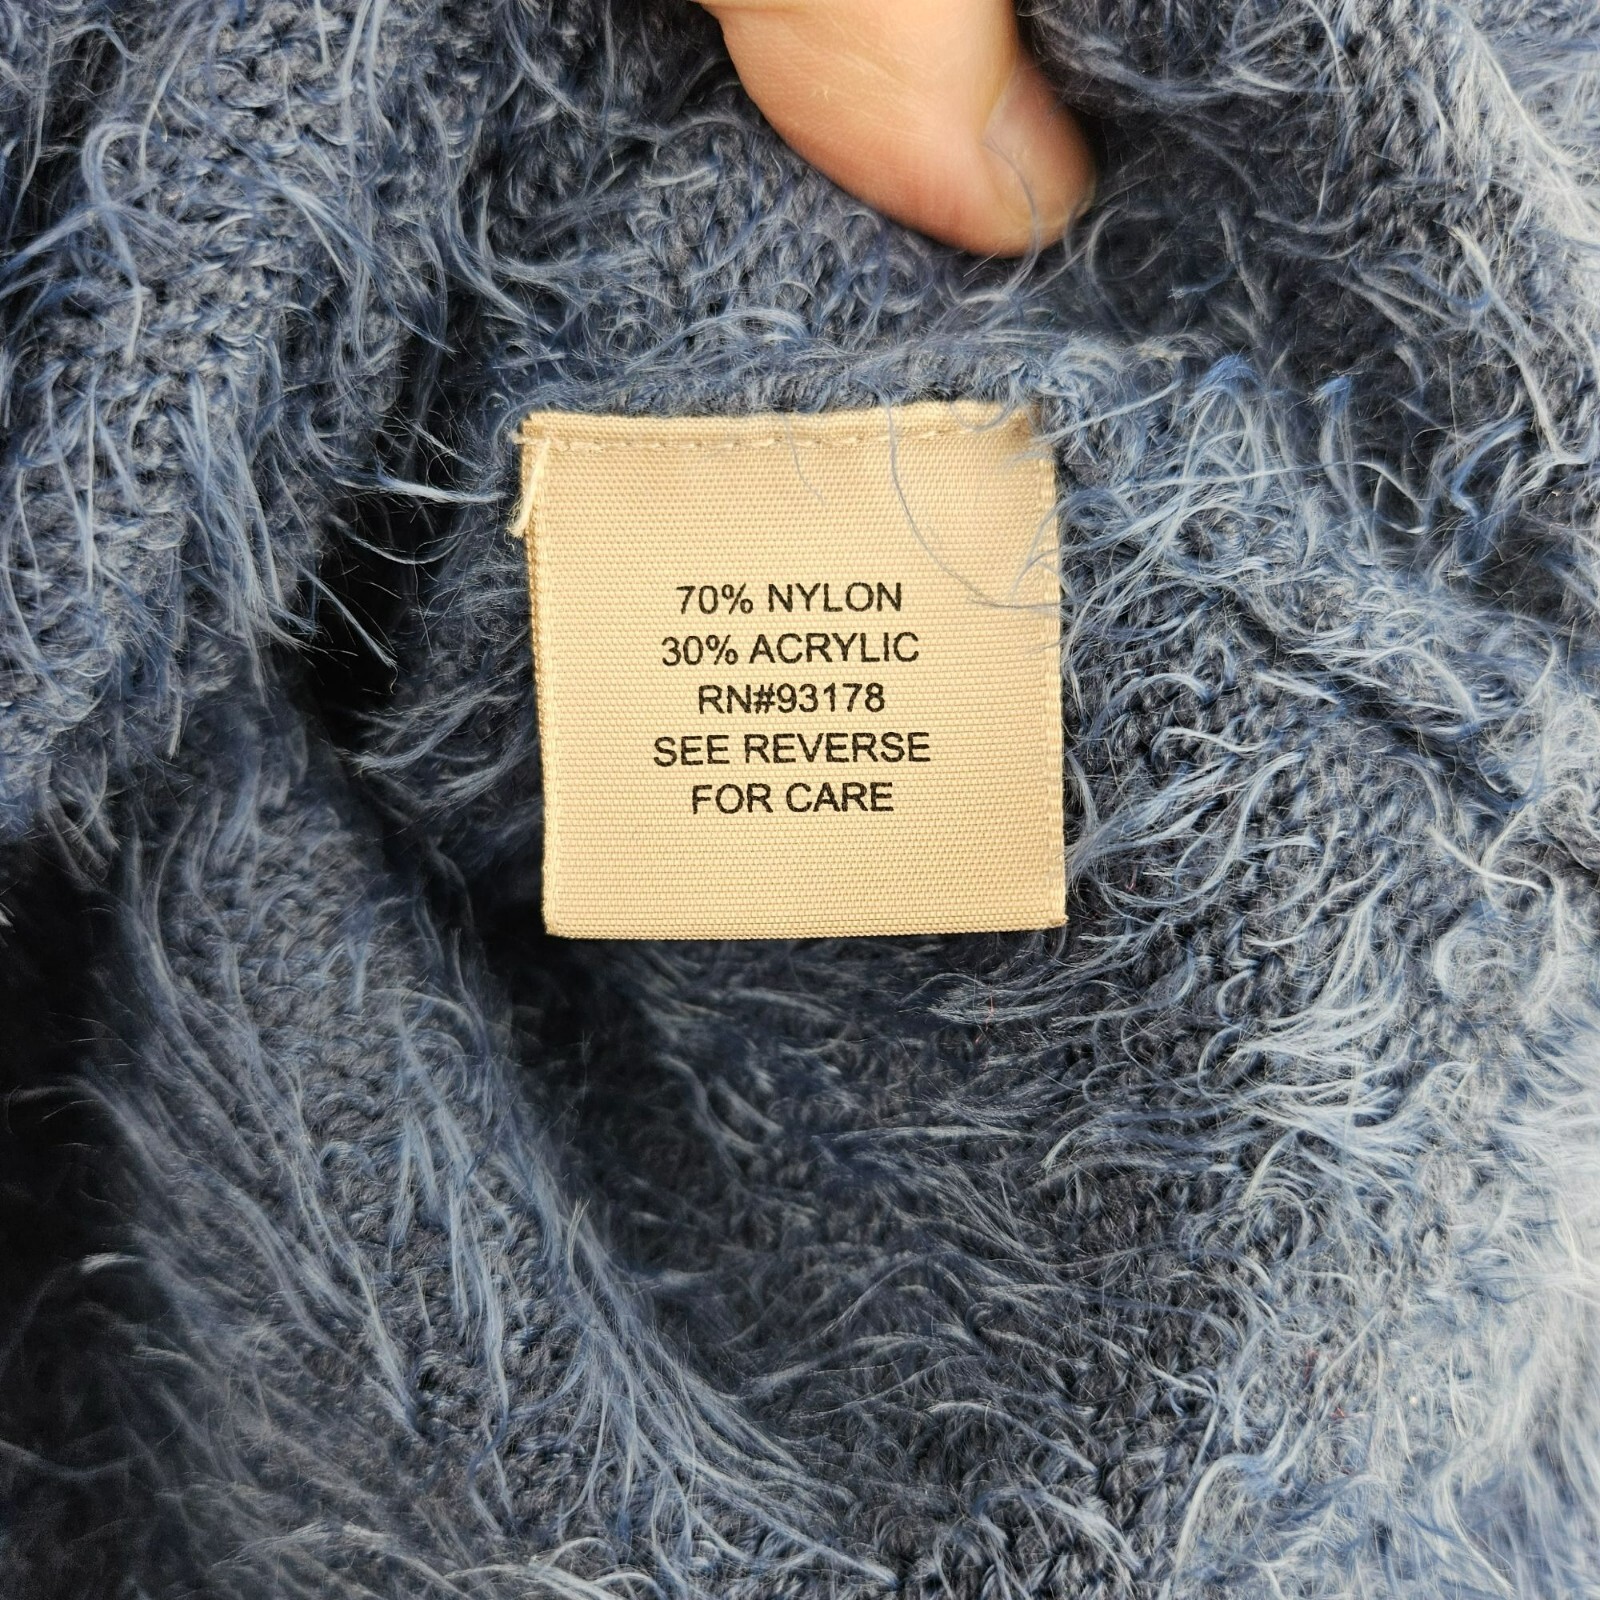 70% NYLON
30% ACRYLIC
RN#93178
SEE REVERSE
FOR CARE